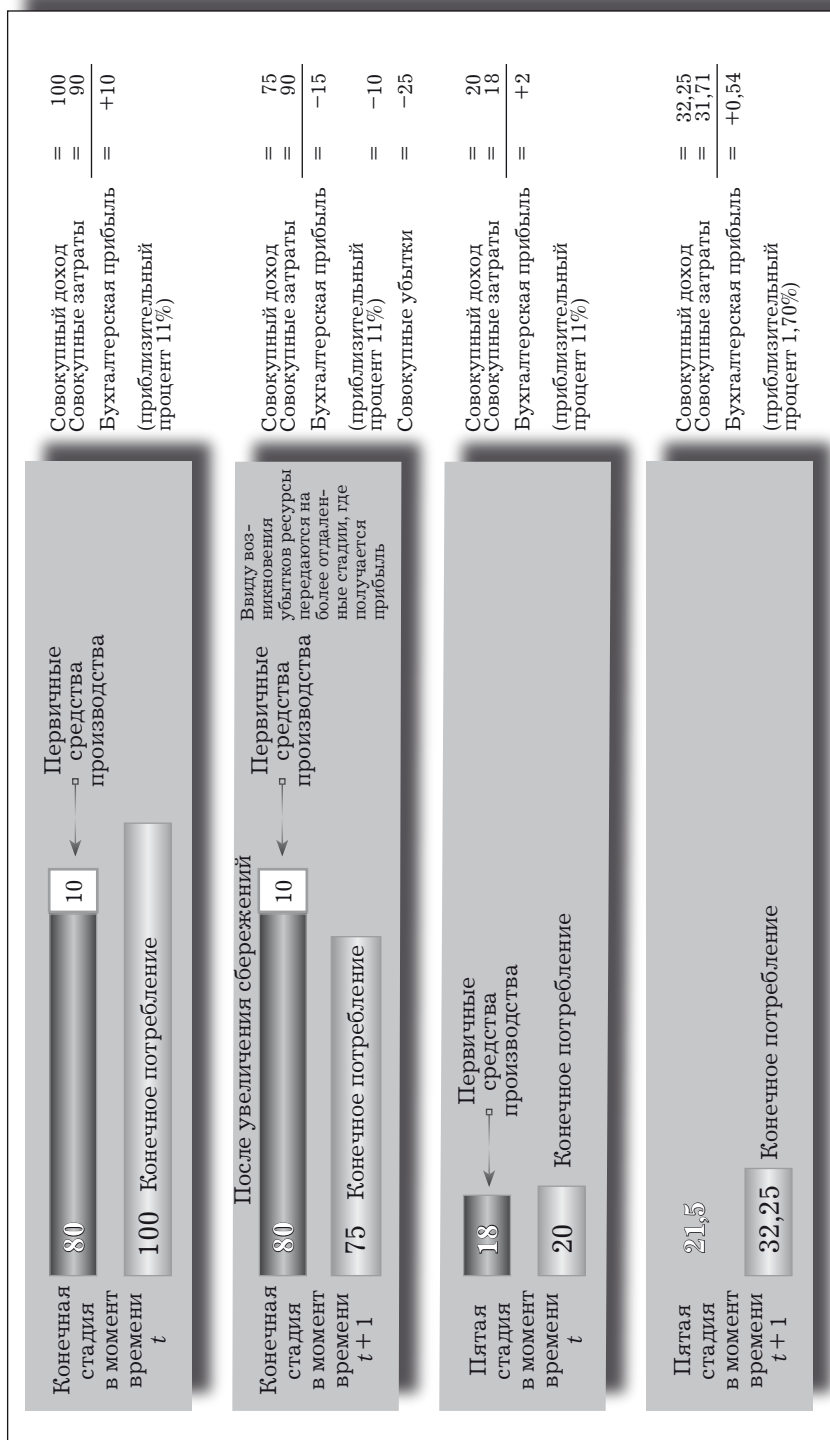 Конечная
стадия
в момент
времени
t
80
10
Первичные
средства
производства
100 Конечное потребление
Совокупный доход = 100
Совокупные затраты = 90
Бухгалтерская прибыль = +10
(приблизительный
процент 11%)
После увеличения сбережений
Конечная
стадия
в момент
времени
t + 1
80
10
Первичные
средства
производства
75 Конечное потребление
Ввиду воз-
никновения
убытков ресурсы
передаются на
более отдален-
ные стадии, где
получается
прибыль
Совокупный доход = 75
Совокупные затраты = 90
Бухгалтерская прибыль = −15
(приблизительный
процент 11%) = −10
Совокупные убытки = −25
Пятая
стадия
в момент
времени
t
18
Первичные
средства
производства
20 Конечное потребление
Совокупный доход = 20
Совокупные затраты = 18
Бухгалтерская прибыль = +2
(приблизительный
процент 11%)
Пятая
стадия
в момент
времени
t + 1
21,5
32,25 Конечное потребление
Совокупный доход = 32,25
Совокупные затраты = 31,71
Бухгалтерская прибыль = +0,54
(приблизительный
процент 1,70%)